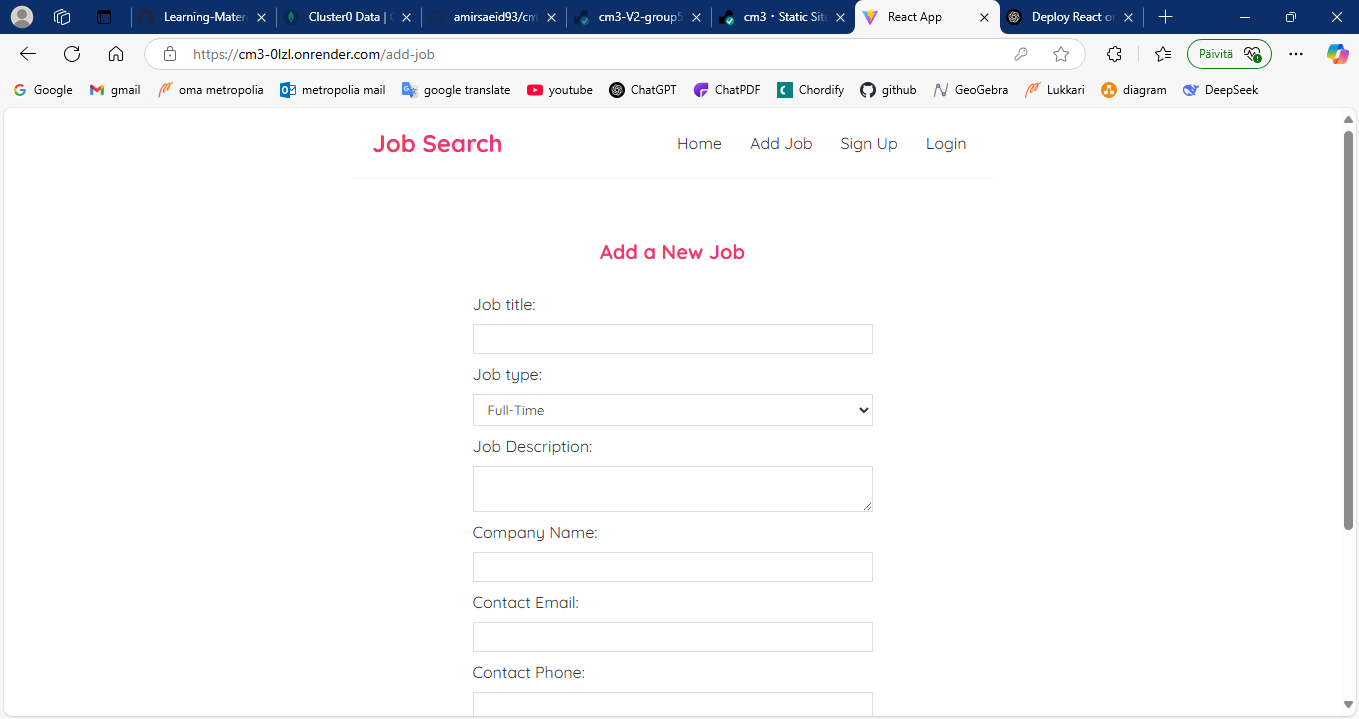 Learning-Materi
Cluster0 Data |
amirsaeid93/cm
cm3-V2-group5
cm3 · Static Site
React App
Deploy React on
https://cm3-0lzl.onrender.com/add-job
Päivitä
Google
gmail
oma metropolia
metropolia mail
google translate
youtube
ChatGPT
ChatPDF
Chordify
github
GeoGebra
Lukkari
diagram
DeepSeek
Job Search
Home
Add Job
Sign Up
Login
Add a New Job
Job title:
Job type:
Full-Time
Job Description:
Company Name:
Contact Email:
Contact Phone: